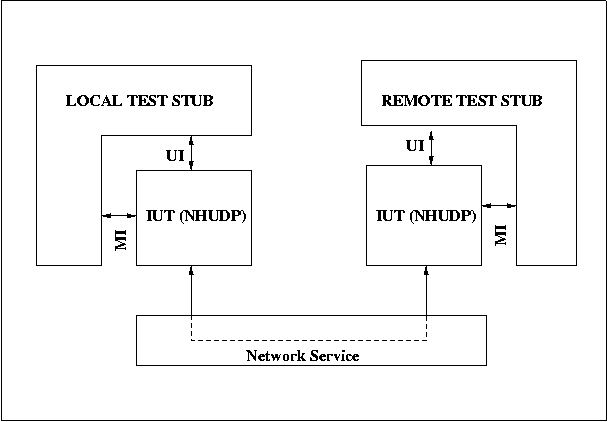 LOCAL TEST STUB
REMOTE TEST STUB
UI
UI
IUT (NHUDP)
IUT (NHUDP)
MI
MI
Network Service